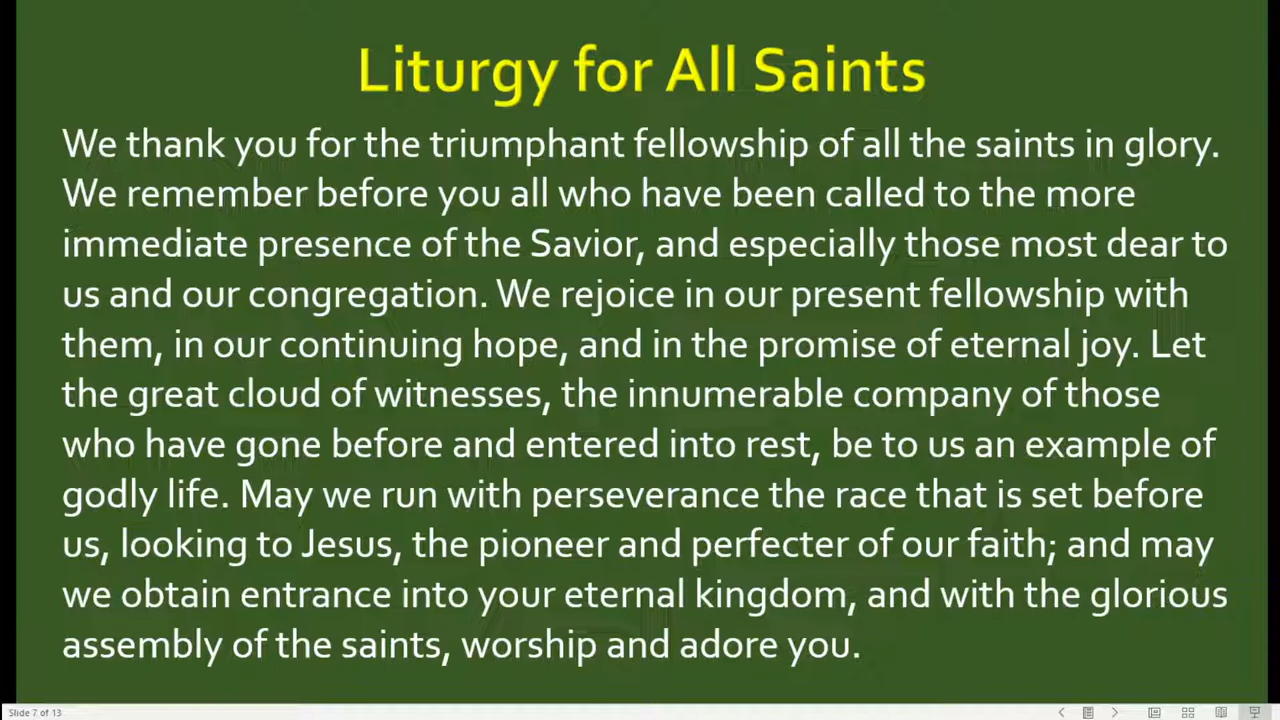 Liturgy for All Saints
We thank you for the triumphant fellowship of all the saints in glory.
We remember before you all who have been called to the more
immediate presence of the Savior, and especially those most dear to
us and our congregation. We rejoice in our present fellowship with
them, in our continuing hope, and in the promise of eternal joy. Let
the great cloud of witnesses, the innumerable company of those
who have gone before and entered into rest, be to us an example of
godly life. May we run with perseverance the race that is set before
us, looking to Jesus, the pioneer and perfecter of our faith; and may
we obtain entrance into your eternal kingdom, and with the glorious
assembly of the saints, worship and adore you.
Slide 7 of 13